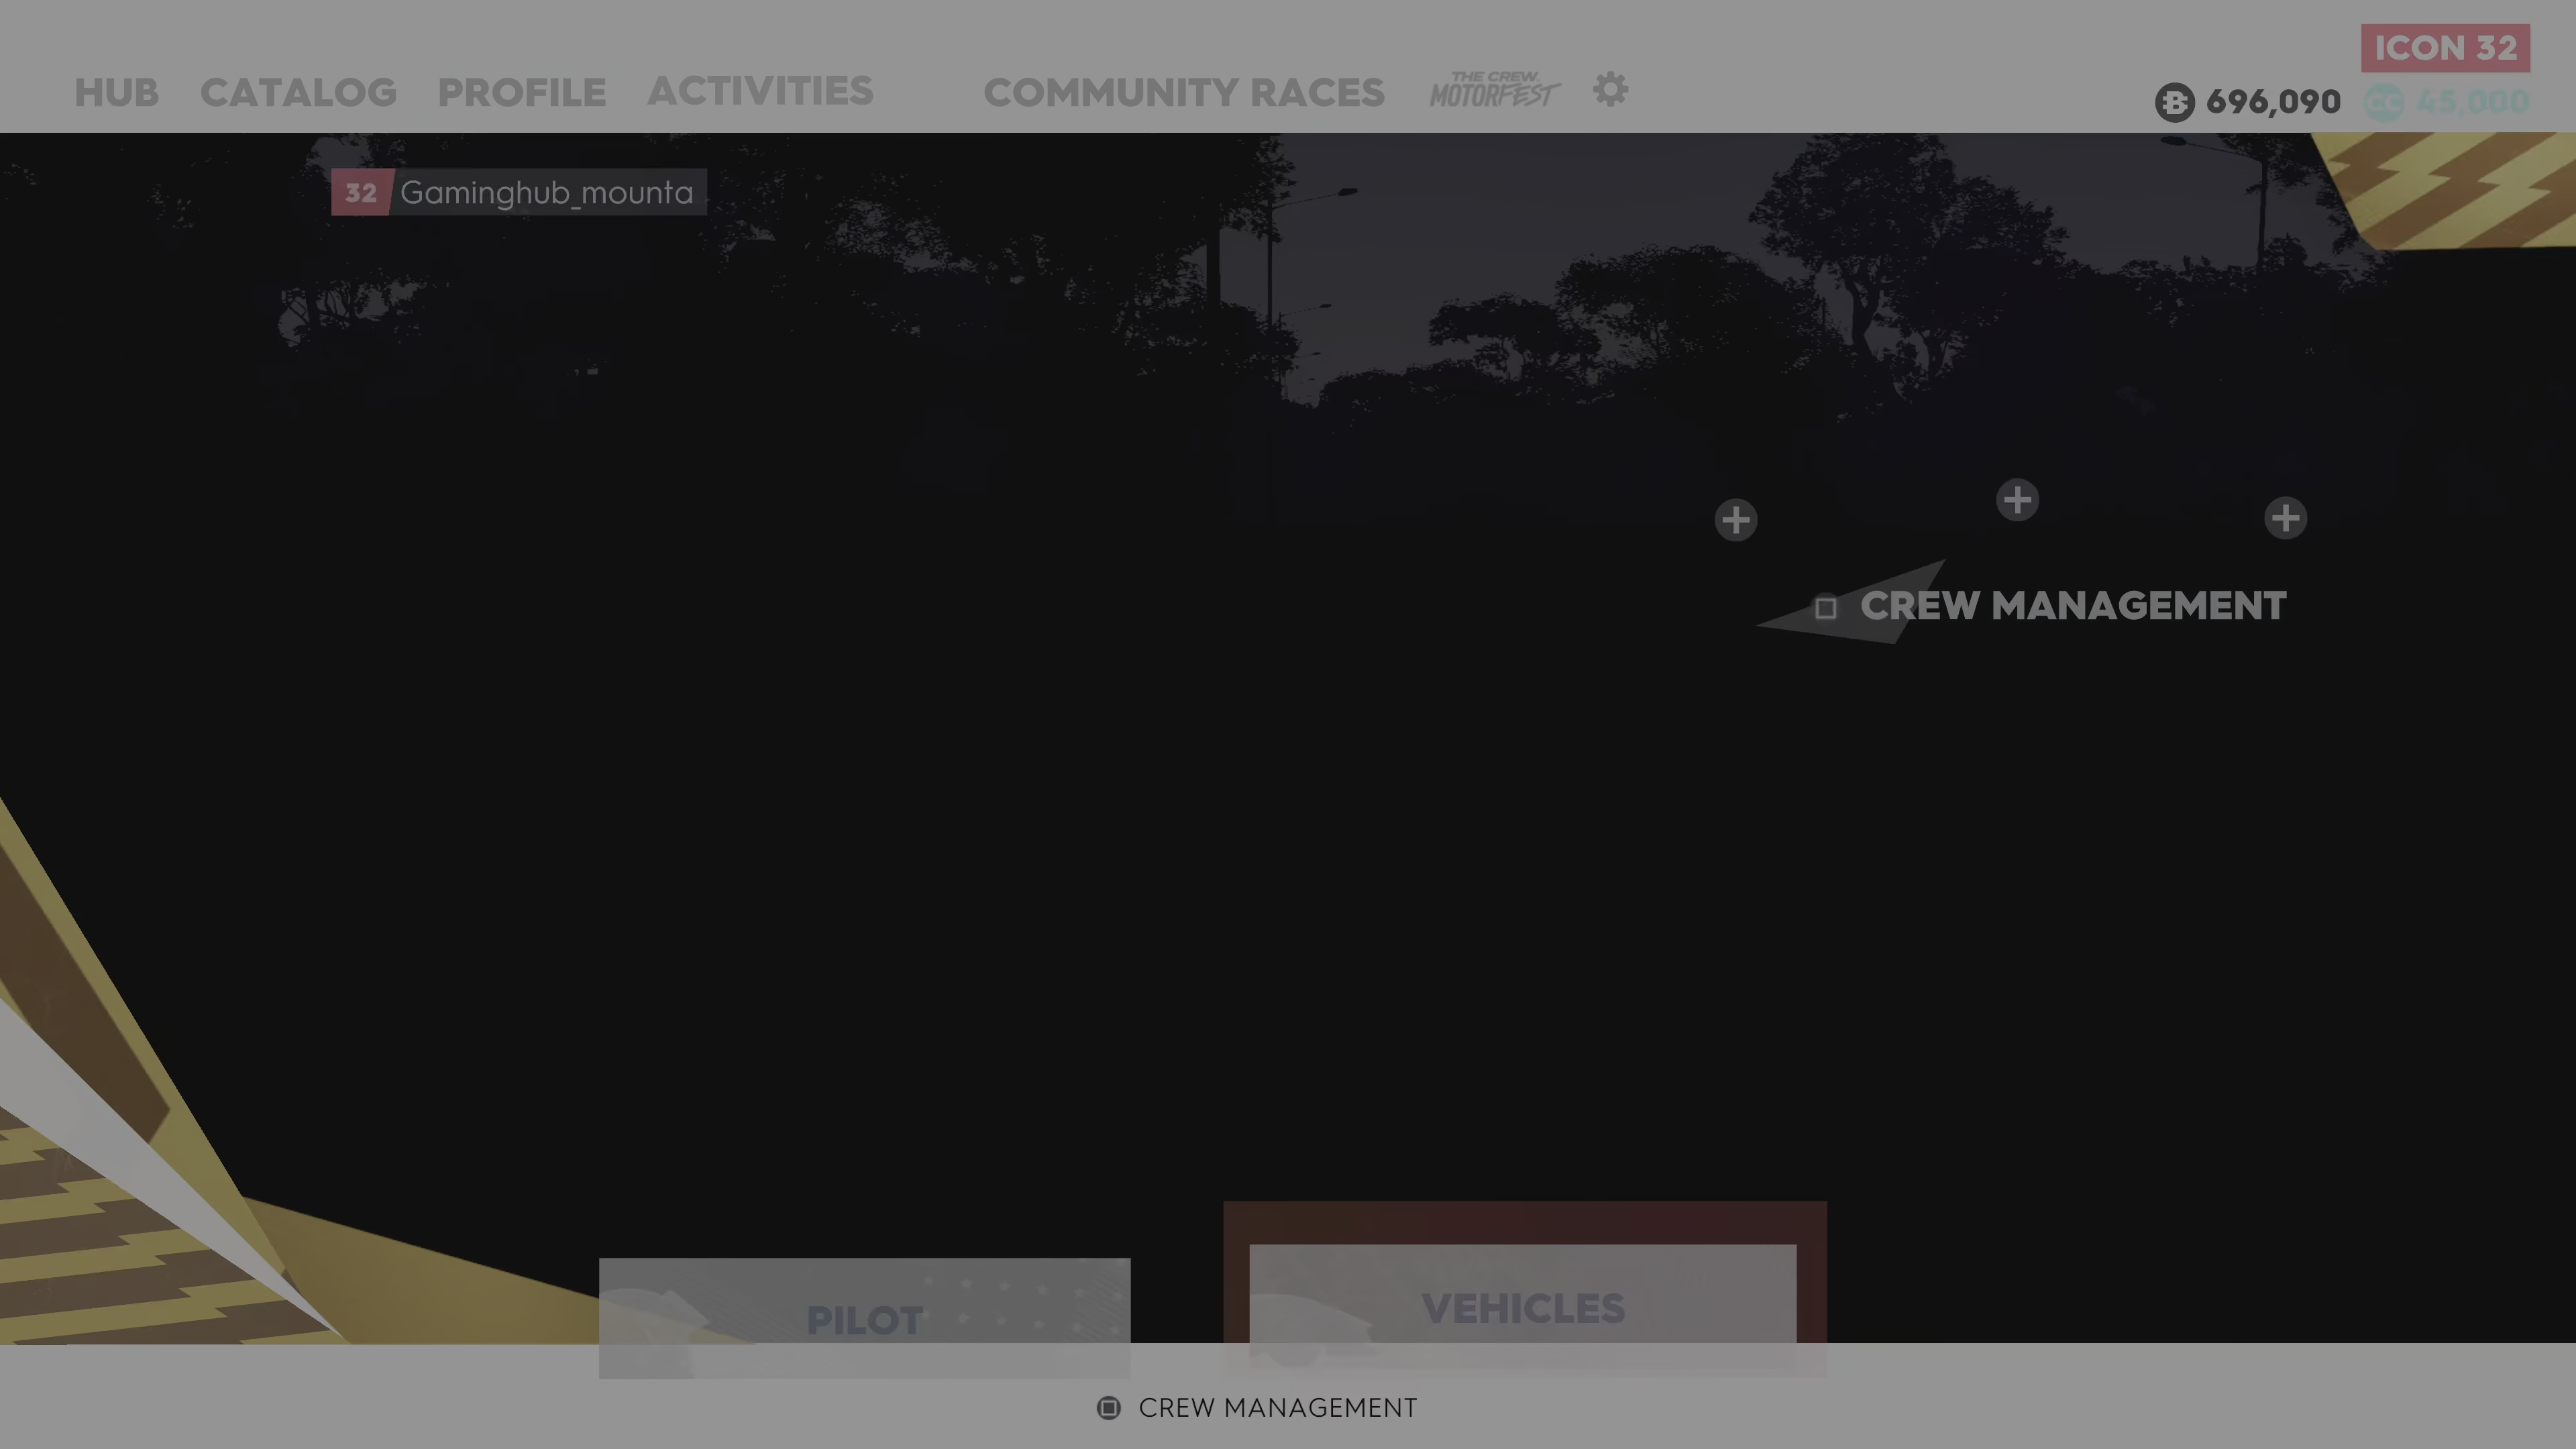 ICON 32
HUB CATALOG PROFILE ACTIVITIES COMMUNITY RACES THE CREW MOTORFEST
696,090 CC 45,000
32 Gaminghub_mounta
CREW MANAGEMENT
PILOT VEHICLES
CREW MANAGEMENT